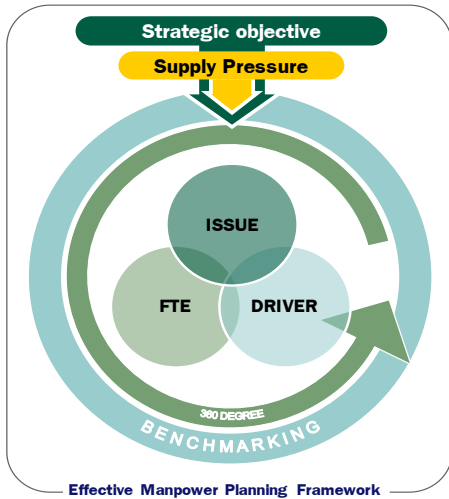 Strategic objective
Supply Pressure
ISSUE
FTE
DRIVER
360 DEGREE
BENCHMARKING
Effective Manpower Planning Framework